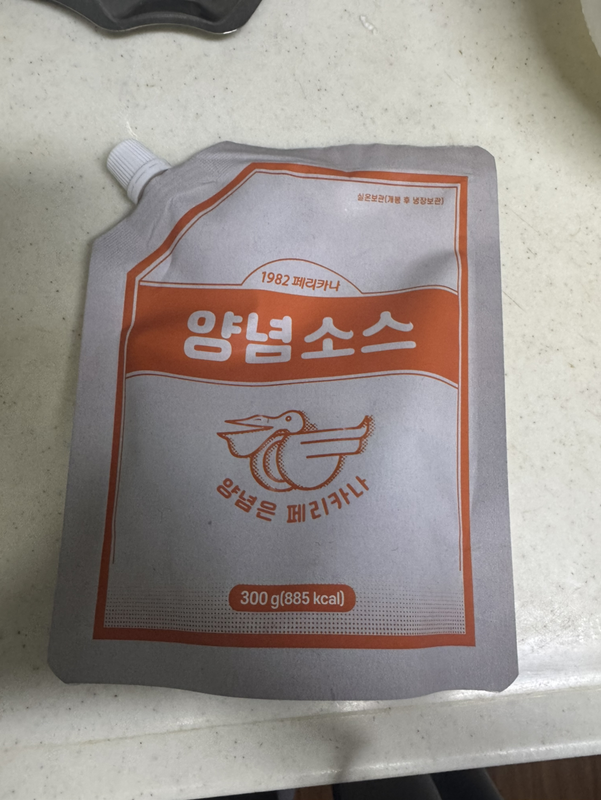 실온보관(개봉 후 냉장보관)
1982 페리카나
양념소스
양념은 페리카나
300 g(885 kcal)